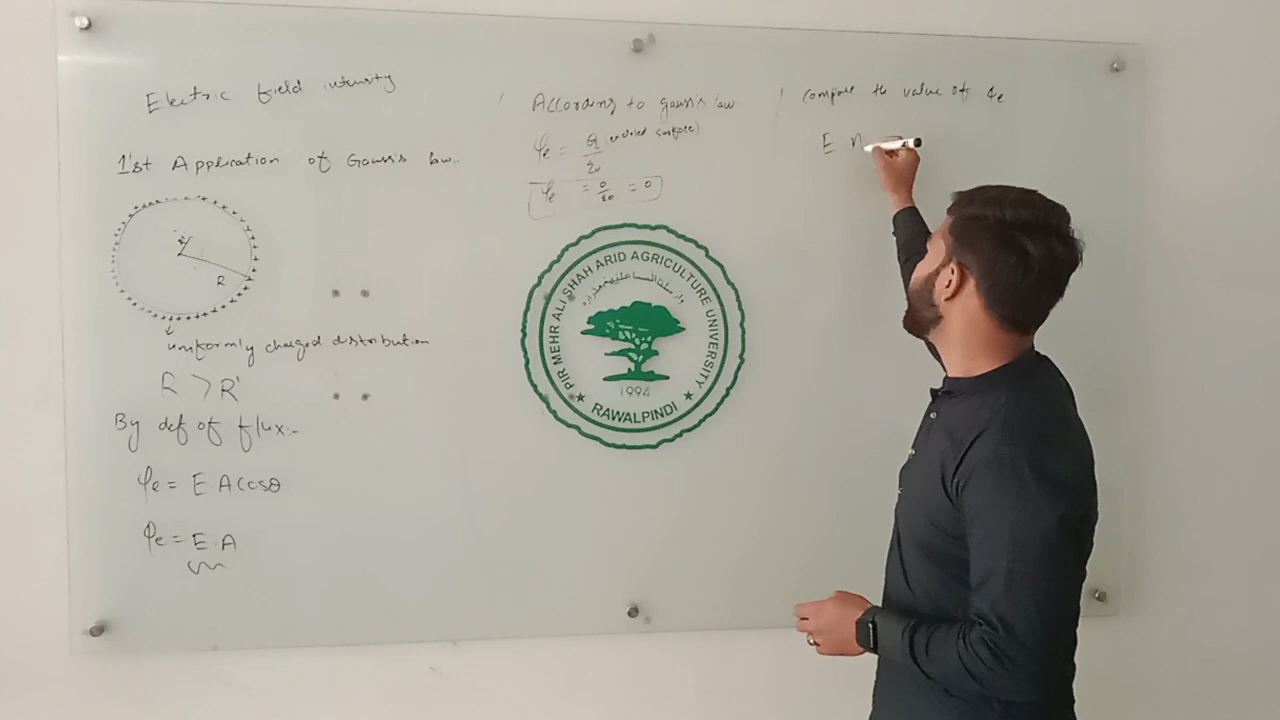 Electric field intensity
1'st Application of Gauss's law..
R'
R
uniformly charged distribution
R > R'
By def of flux:-
φe = E A cosθ
φe = E.A
According to gauss's law
φe = Q (enclosed surface) / ε0
φe = 0/ε0 = 0
Compare the value of φe
E
PIR MEHR ALI SHAH ARID AGRICULTURE UNIVERSITY
1994
★ RAWALPINDI ★